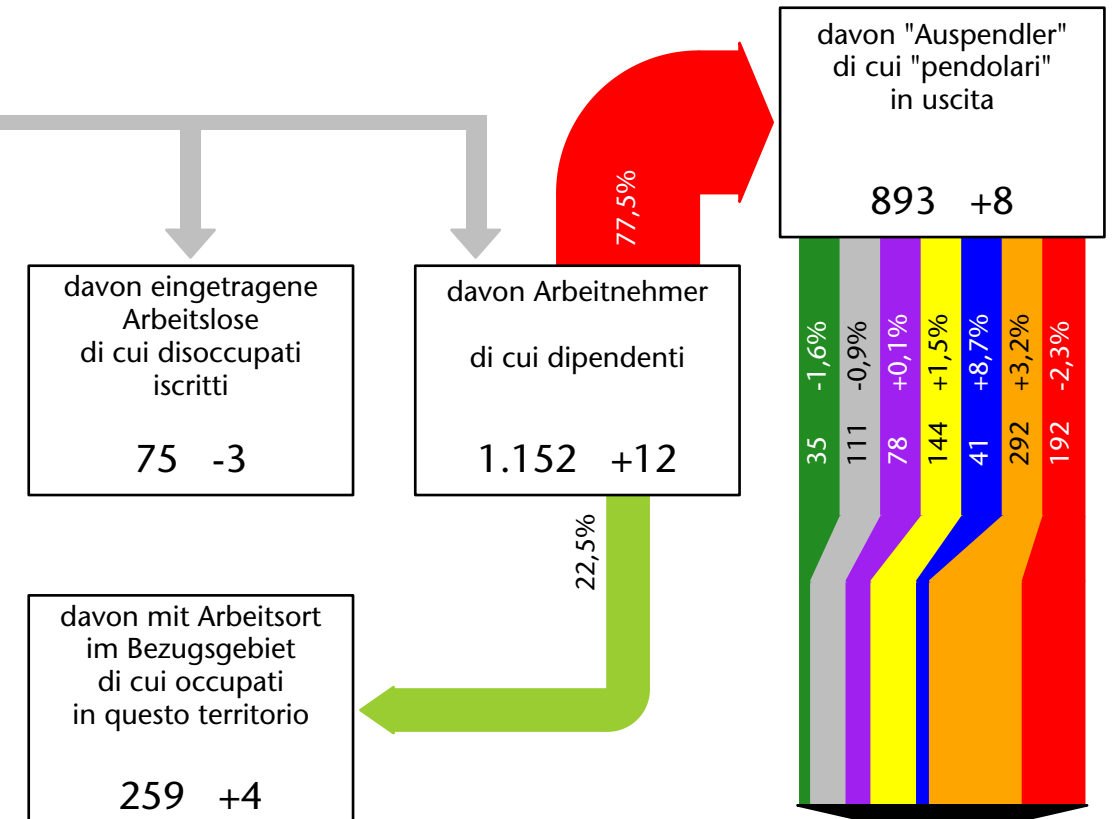 davon "Auspendler"
di cui "pendolari"
in uscita
893 +8
77,5%
davon eingetragene
Arbeitslose
di cui disoccupati
iscritti
75 -3
davon Arbeitnehmer
di cui dipendenti
1.152 +12
35 -1,6%
111 -0,9%
78 +0,1%
144 +1,5%
41 +8,7%
292 +3,2%
192 -2,3%
22,5%
davon mit Arbeitsort
im Bezugsgebiet
di cui occupati
in questo territorio
259 +4